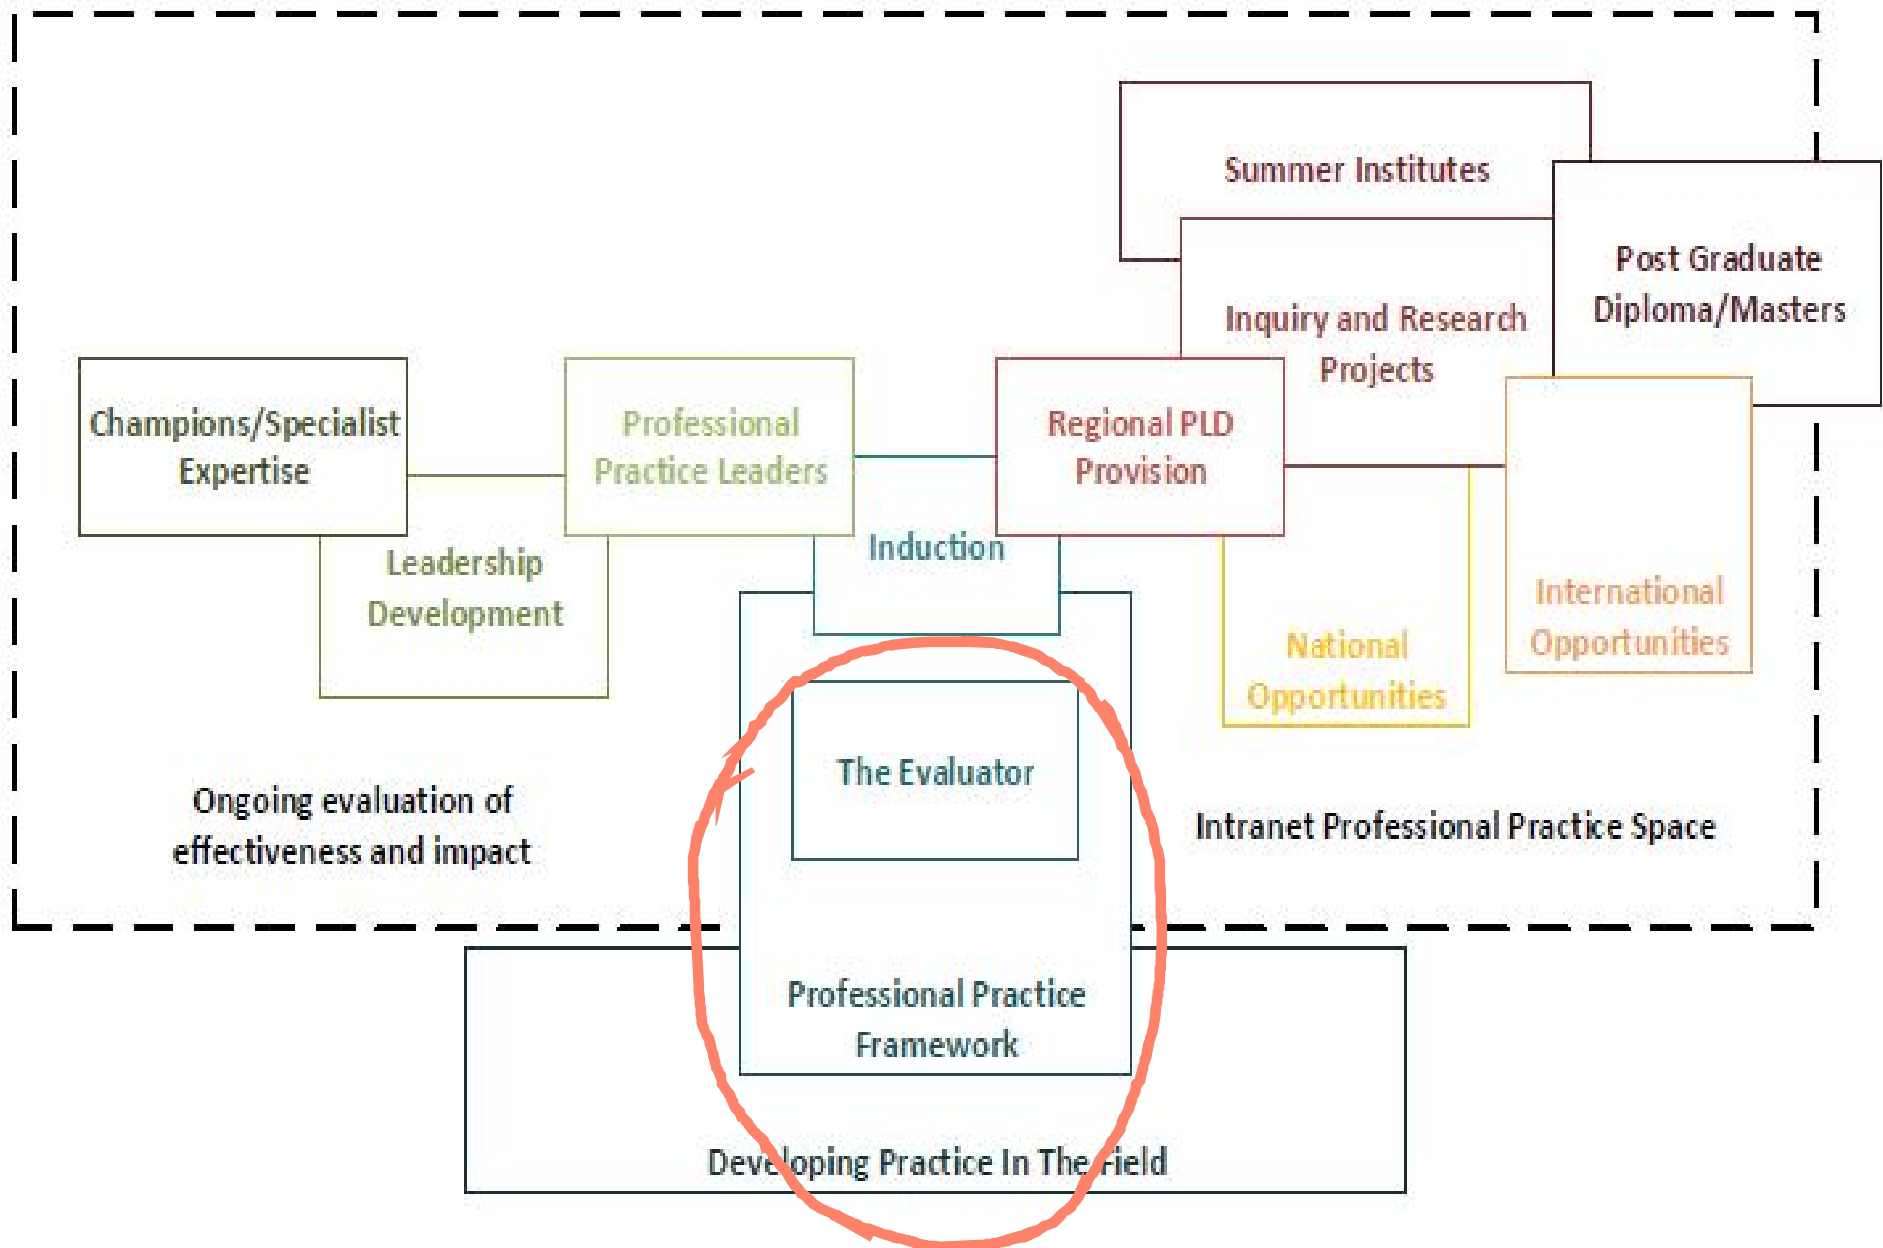 Summer Institutes
Post Graduate
Diploma/Masters
Inquiry and Research
Projects
Champions/Specialist
Expertise
Professional
Practice Leaders
Regional PLD
Provision
Leadership
Development
Induction
National
Opportunities
International
Opportunities
The Evaluator
Ongoing evaluation of
effectiveness and impact
Intranet Professional Practice Space
Professional Practice
Framework
Developing Practice In The Field